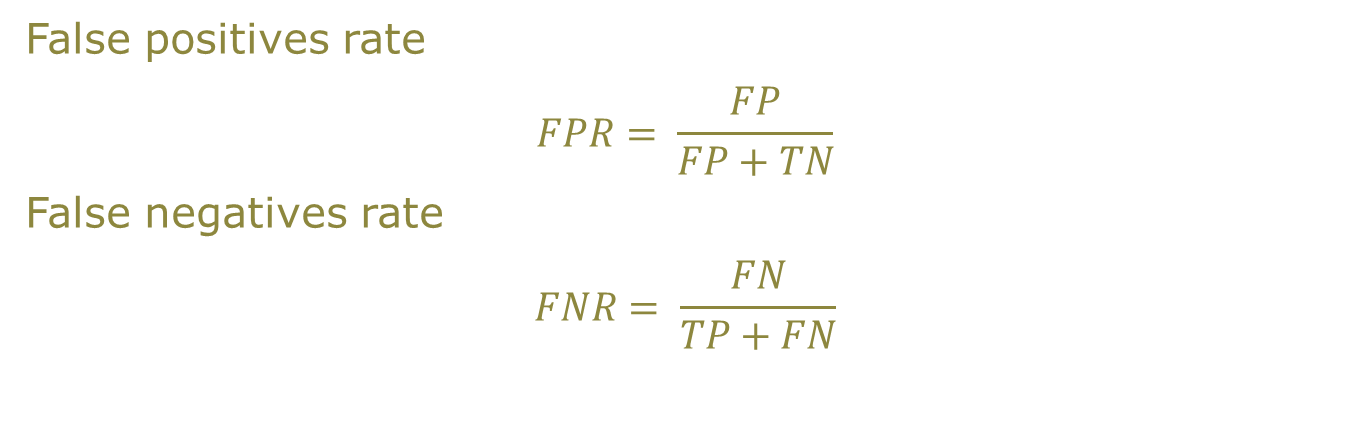 False positives rate
FPR = FP / FP + TN
False negatives rate
FNR = FN / TP + FN